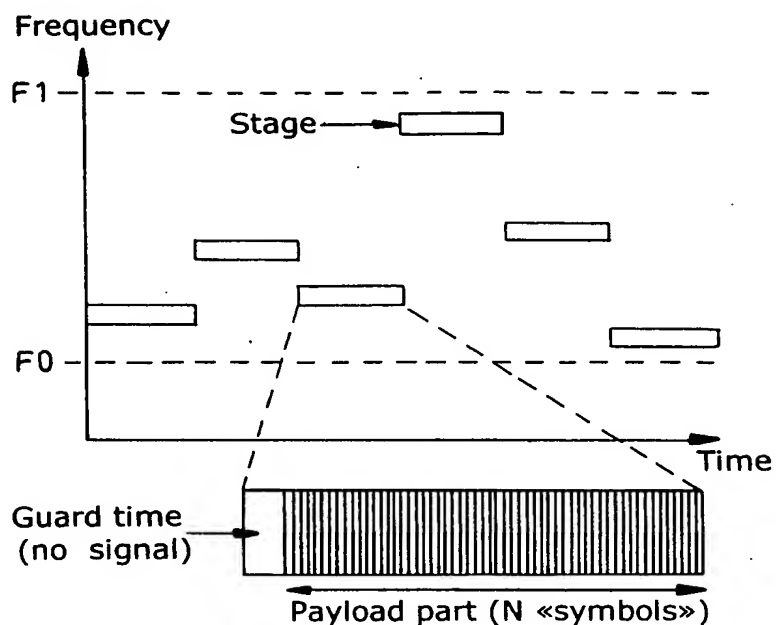 Frequency
F1
Stage
F0
Time
Guard time
(no signal)
Payload part (N «symbols»)